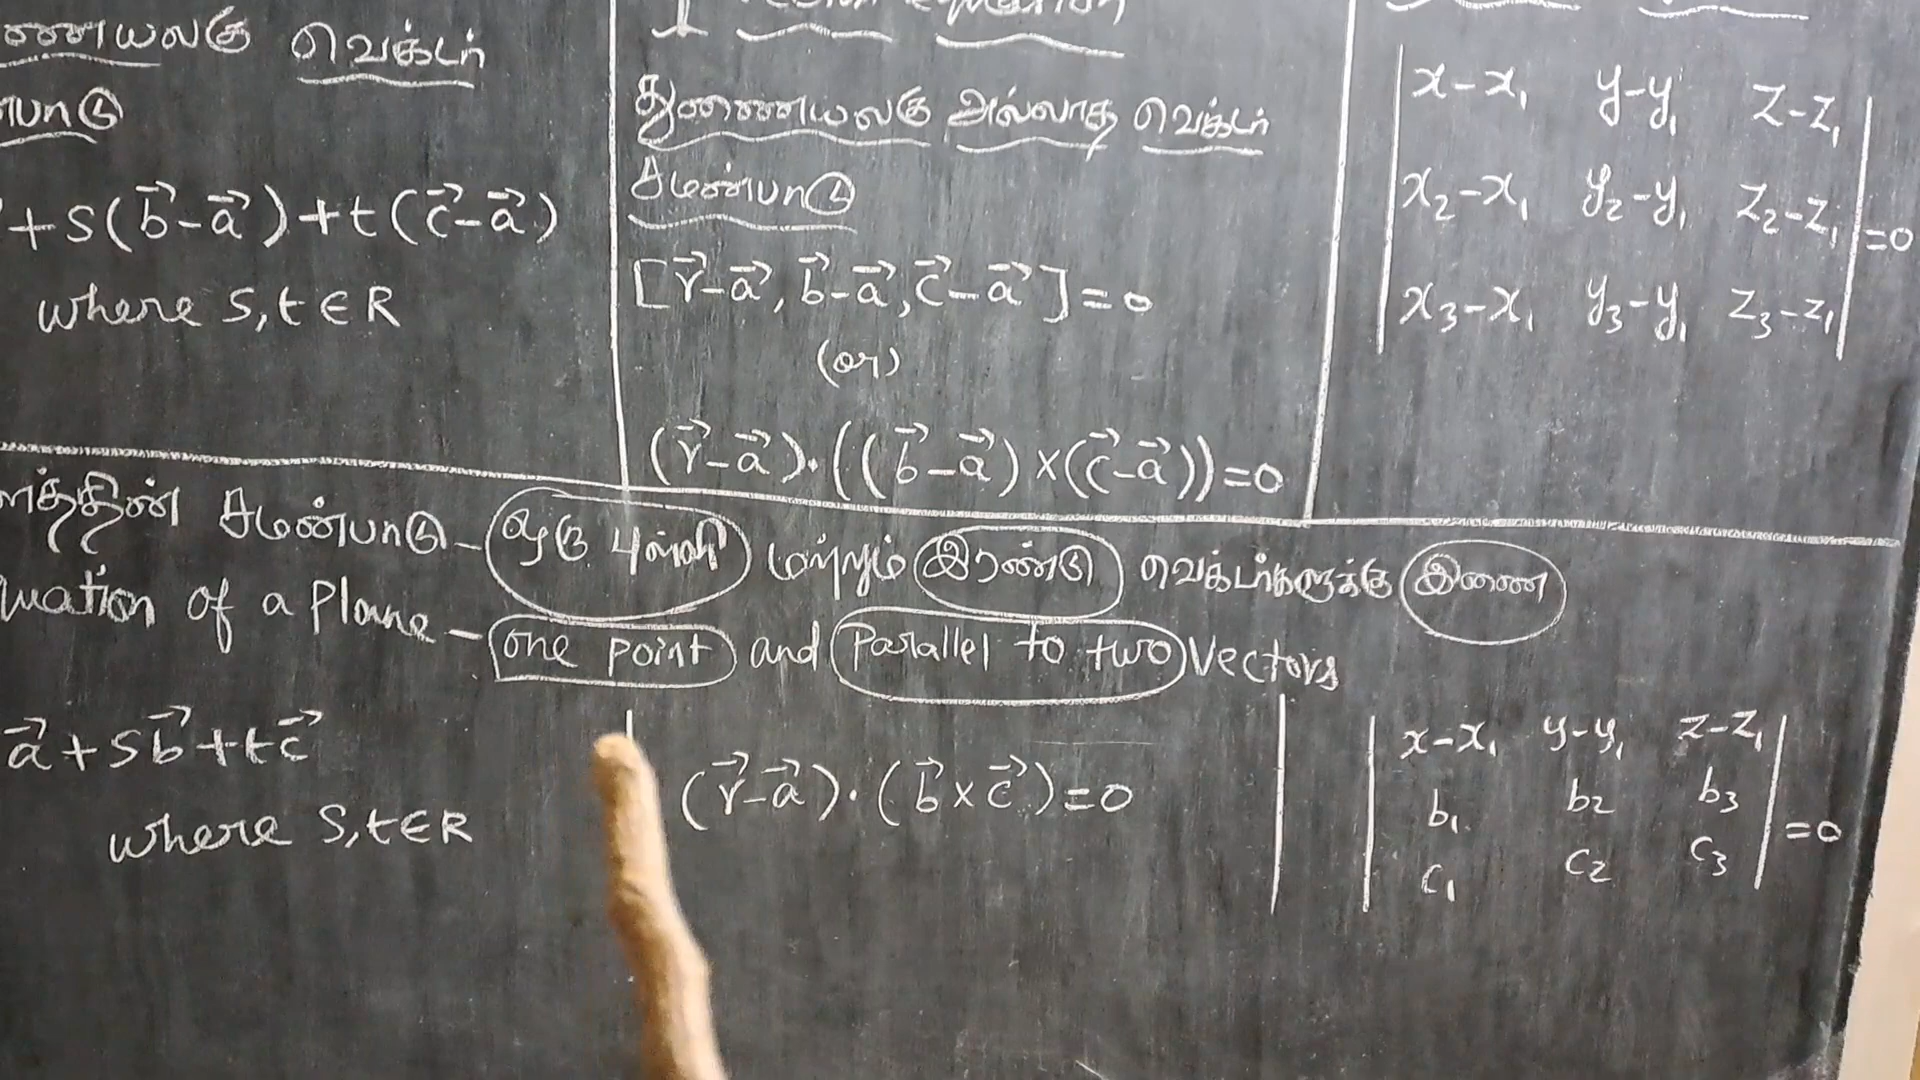 வெக்டர்
+ s(b⃗-a⃗)+t(c⃗-a⃗)
where s,t∈R
equation
துணையலகு அல்லாத வெக்டர்
சமன்பாடு
[r⃗-a⃗, b⃗-a⃗, c⃗-a⃗]=0
(or)
(r⃗-a⃗).((b⃗-a⃗)×(c⃗-a⃗))=0
x-x₁ y-y₁ z-z₁
x₂-x₁ y₂-y₁ z₂-z₁ =0
x₃-x₁ y₃-y₁ z₃-z₁
சமன்பாடு - ஒரு புள்ளி மற்றும் இரண்டு வெக்டர்களுக்கு இணை
of a Plane - one point and Parallel to two Vectors
a⃗+sb⃗+tc⃗
where s,t∈R
(r⃗-a⃗).(b⃗×c⃗)=0
x-x₁ y-y₁ z-z₁
b₁ b₂ b₃ =0
c₁ c₂ c₃